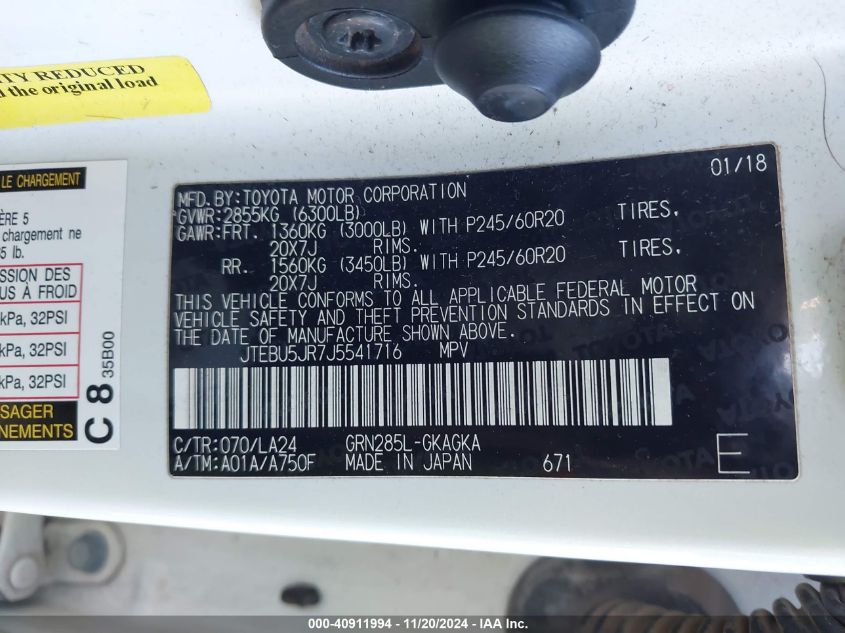 TY REDUCED
the original load
LE CHARGEMENT
ÈRE 5
chargement ne
5 lb.
SSION DES
US À FROID
kPa, 32PSI
kPa, 32PSI
kPa, 32PSI
SAGER
NEMENTS
C 8 35B00
01/18
MFD. BY:TOYOTA MOTOR CORPORATION
GVWR:2855KG (6300LB)
GAWR:FRT. 1360KG (3000LB) WITH P245/60R20 TIRES,
20X7J RIMS.
RR. 1560KG (3450LB) WITH P245/60R20 TIRES,
20X7J RIMS.
THIS VEHICLE CONFORMS TO ALL APPLICABLE FEDERAL MOTOR
VEHICLE SAFETY AND THEFT PREVENTION STANDARDS IN EFFECT ON
THE DATE OF MANUFACTURE SHOWN ABOVE.
JTEBU5JR7J5541716 MPV
C/TR:070/LA24 GRN285L-GKAGKA
A/TM:A01A/A750F MADE IN JAPAN 671 E
000-40911994 - 11/20/2024 - IAA Inc.